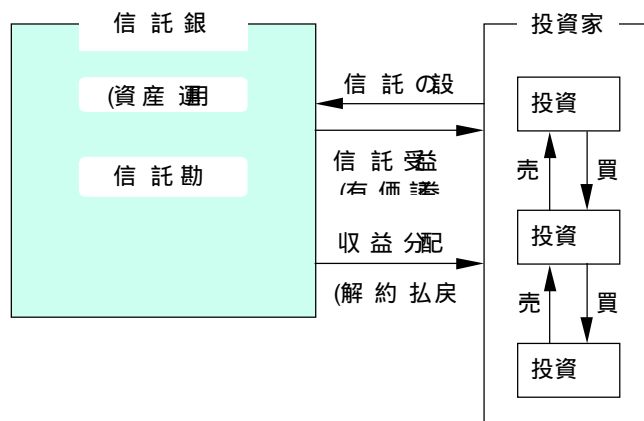 信託銀
(資産運用
信託勘
信託の設
信託受益
(有価証券
収益分配
(解約払戻
投資家
投資
売
買
投資
売
買
投資